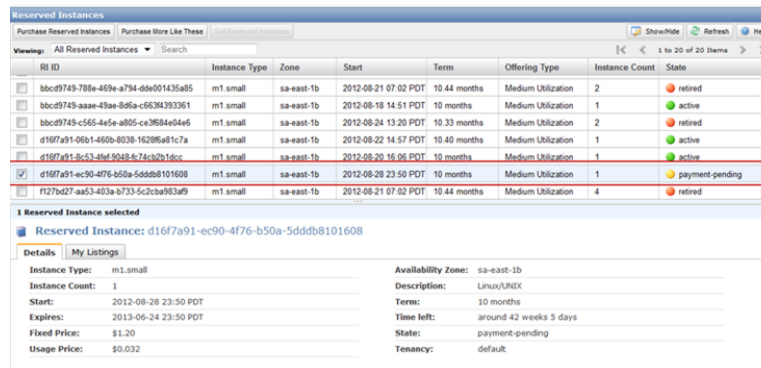 Reserved Instances
Purchase Reserved Instances Purchase More Like These Sell Reserved Instances Show/Hide Refresh He
Viewing: All Reserved Instances Search 1 to 20 of 20 Items
RI ID Instance Type Zone Start Term Offering Type Instance Count State
bbcd9749-788e-469e-a794-dde001435a85 m1.small sa-east-1b 2012-08-21 07:02 PDT 10.44 months Medium Utilization 2 retired
bbcd9749-aaae-49ae-8d6a-c663f4393361 m1.small sa-east-1b 2012-08-18 14:51 PDT 10 months Medium Utilization 1 active
bbcd9749-c565-4e5e-a805-ce3f684e04e6 m1.small sa-east-1b 2012-08-24 13:20 PDT 10.33 months Medium Utilization 2 retired
d16f7a91-06b1-460b-8038-1628f6a81c7a m1.small sa-east-1b 2012-08-22 14:57 PDT 10.40 months Medium Utilization 1 active
d16f7a91-8c53-4fef-9048-fc74cb2b1dcc m1.small sa-east-1b 2012-08-20 16:06 PDT 10 months Medium Utilization 1 active
d16f7a91-ec90-4f76-b50a-5dddb8101608 m1.small sa-east-1b 2012-08-28 23:50 PDT 10 months Medium Utilization 1 payment-pending
f127bd27-aa53-403a-b733-5c2cba983af9 m1.small sa-east-1b 2012-08-21 07:02 PDT 10.44 months Medium Utilization 4 retired
1 Reserved Instance selected
Reserved Instance: d16f7a91-ec90-4f76-b50a-5dddb8101608
Details My Listings
Instance Type: m1.small Availability Zone: sa-east-1b
Instance Count: 1 Description: Linux/UNIX
Start: 2012-08-28 23:50 PDT Term: 10 months
Expires: 2013-06-24 23:50 PDT Time left: around 42 weeks 5 days
Fixed Price: $1.20 State: payment-pending
Usage Price: $0.032 Tenancy: default